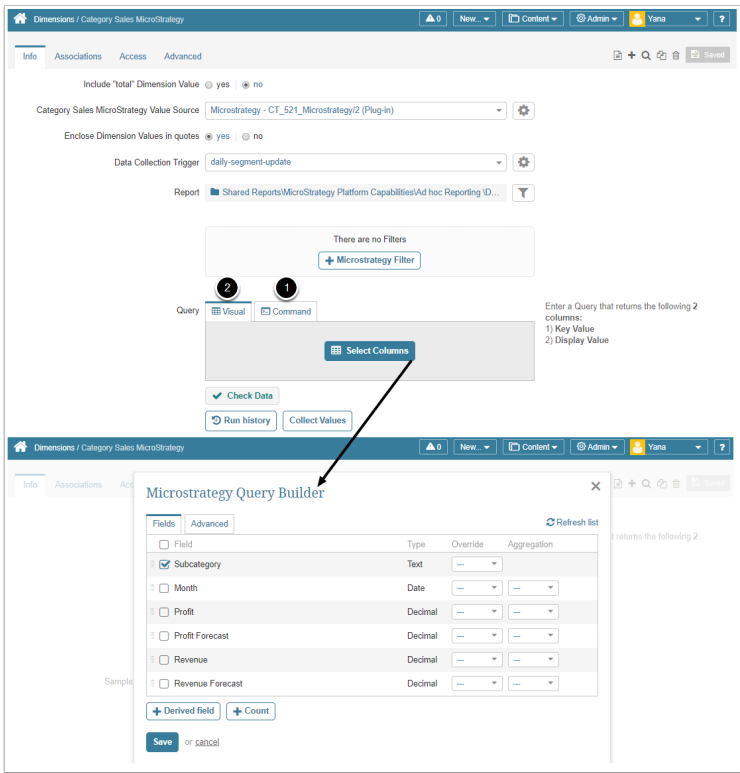 Dimensions / Category Sales MicroStrategy 0 New... Content Admin Yana ?
Info Associations Access Advanced Saved
Include "total" Dimension Value yes no
Category Sales MicroStrategy Value Source Microstrategy - CT_521_Microstrategy/2 (Plug-in)
Enclose Dimension Values in quotes yes no
Data Collection Trigger daily-segment-update
Report Shared Reports\MicroStrategy Platform Capabilities\Ad hoc Reporting \D...
There are no Filters
+ Microstrategy Filter
2 1
Query Visual Command
Enter a Query that returns the following 2
columns:
1) Key Value
2) Display Value
Select Columns
Check Data
Run history Collect Values
Dimensions / Category Sales MicroStrategy 0 New... Content Admin Yana ?
Info Associations Acc Saved
Microstrategy Query Builder
Fields Advanced Refresh list
t returns the following 2
Field Type Override Aggregation
Subcategory Text ---
Month Date --- ---
Profit Decimal --- ---
Profit Forecast Decimal --- ---
Revenue Decimal --- ---
Sample
Revenue Forecast Decimal --- ---
+ Derived field + Count
Save or cancel